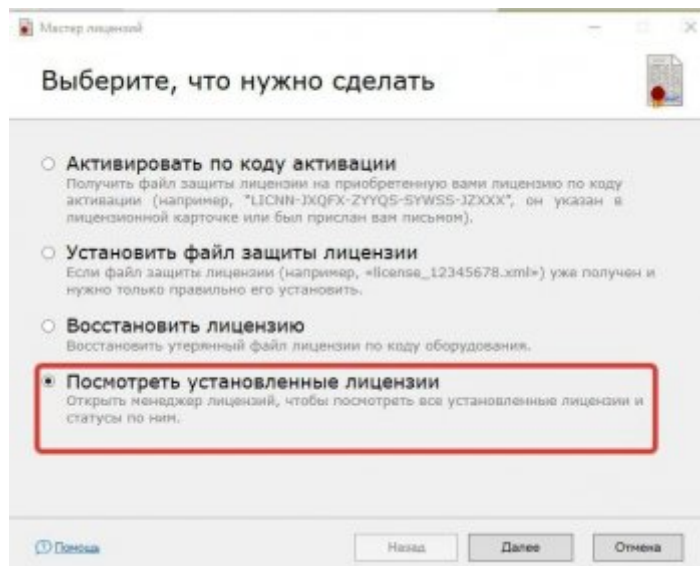 Мастер лицензий
Выберите, что нужно сделать
Активировать по коду активации
Получить файл защиты лицензии на приобретенную вами лицензию по коду
активации (например, "LICNN-JXQFX-ZYYQS-SYWSS-JZXXX", он указан в
лицензионной карточке или был прислан вам письмом).
Установить файл защиты лицензии
Если файл защиты лицензии (например, «license_12345678.xml») уже получен и
нужно только правильно его установить.
Восстановить лицензию
Восстановить утерянный файл лицензии по коду оборудования.
Посмотреть установленные лицензии
Открыть менеджер лицензий, чтобы посмотреть все установленные лицензии и
статусы по ним.
Помощь
Назад
Далее
Отмена